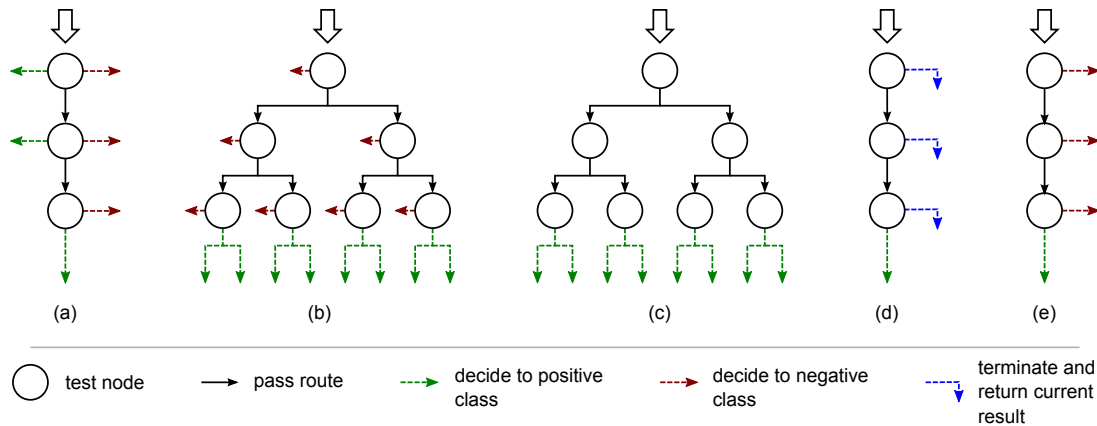 (a)
(b)
(c)
(d)
(e)
test node
pass route
decide to positive
class
decide to negative
class
terminate and
return current
result